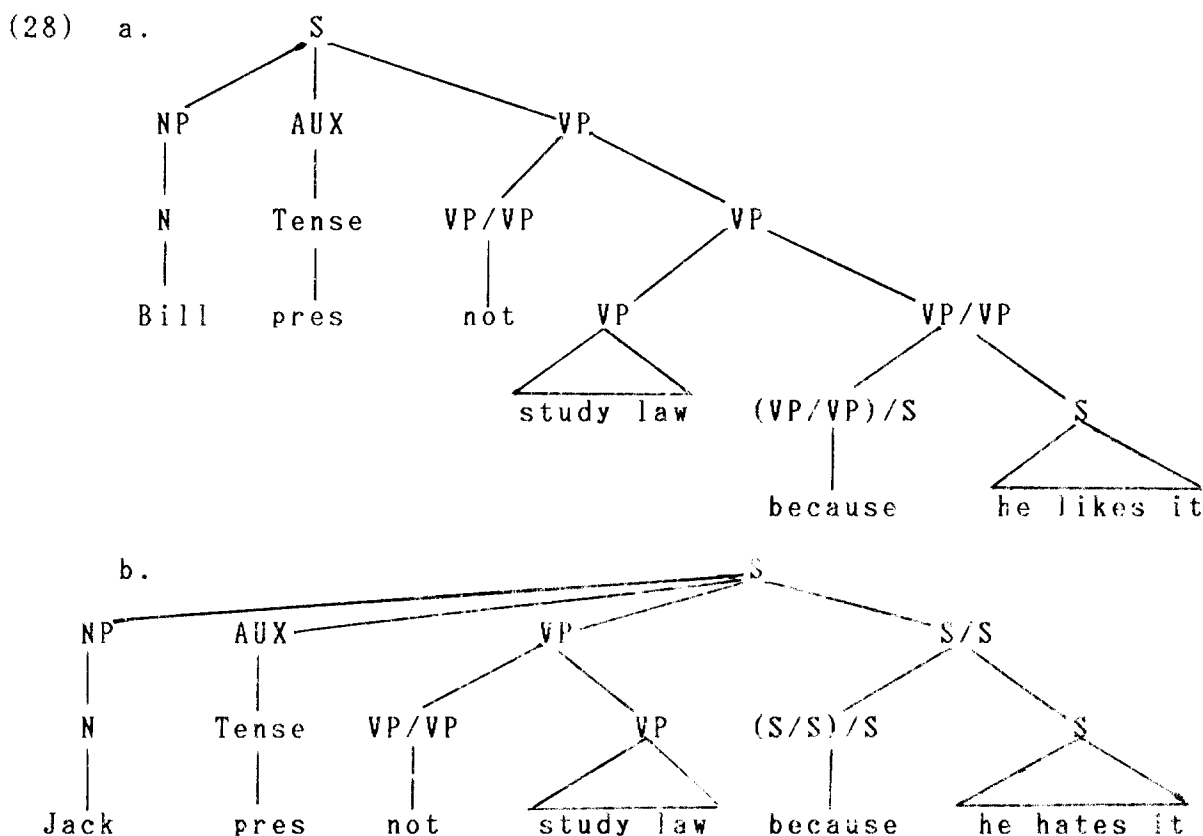 (28) a. S
NP AUX VP
N Tense VP/VP VP
Bill pres not VP VP/VP
study law (VP/VP)/S S
because he likes it
b. S
NP AUX VP S/S
N Tense VP/VP VP (S/S)/S S
Jack pres not study law because he hates it